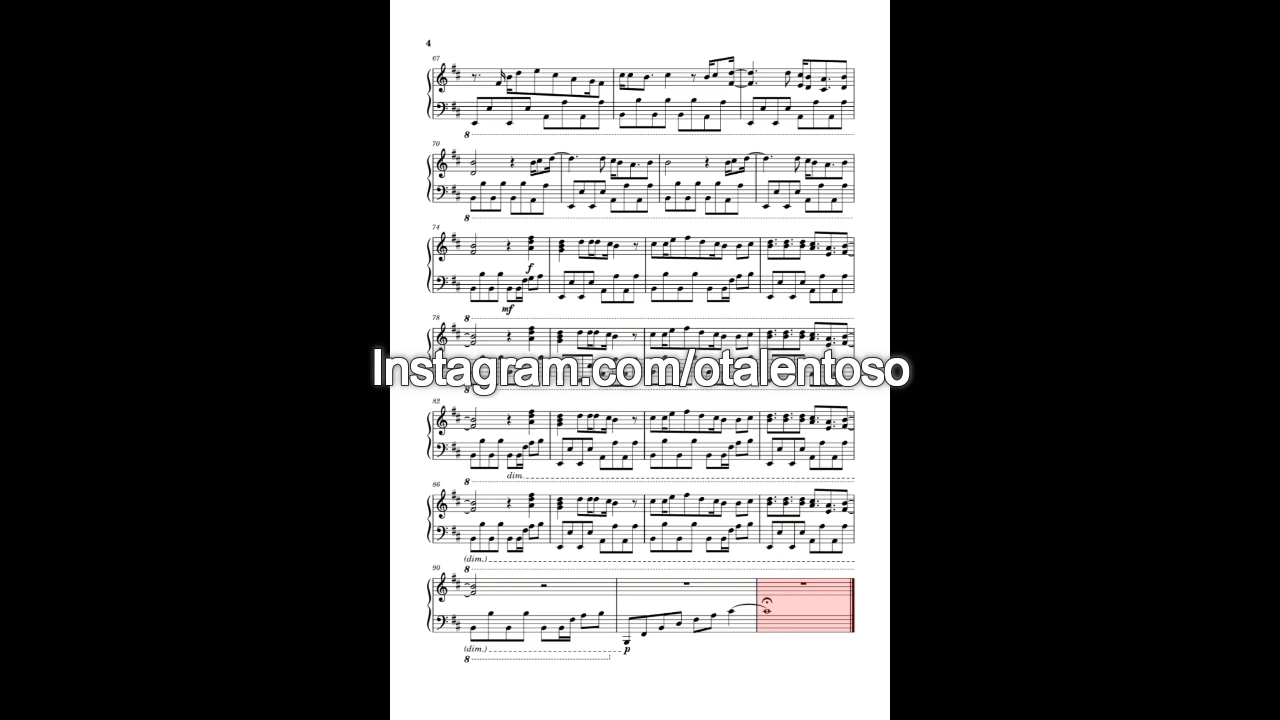 4
67
8
70
8
74
f
mf
8
78
Instagram.com/otalentoso
8
82
dim.
8
86
(dim.)
8
90
(dim.)
p
8